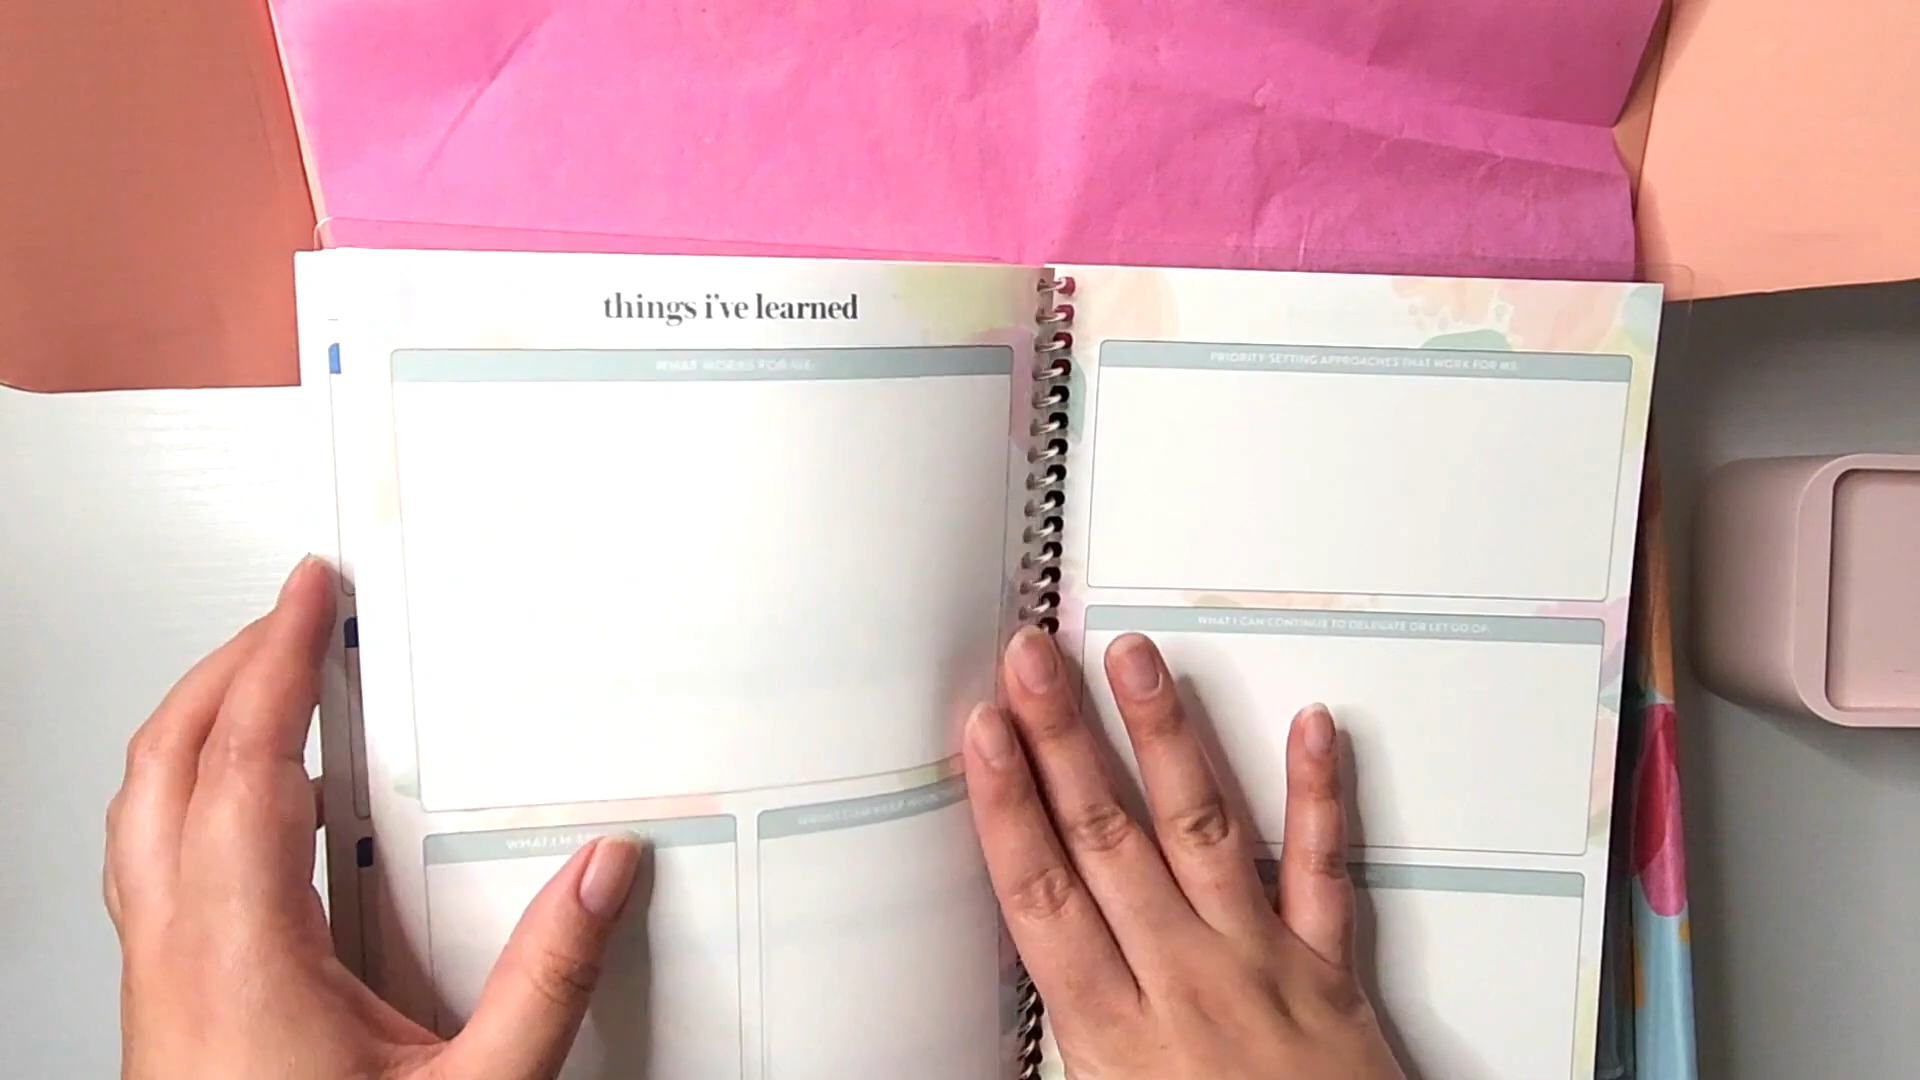 things i've learned
WHAT WORKS FOR ME:
PRIORITY-SETTING APPROACHES THAT WORK FOR ME:
WHAT I CAN CONTINUE TO DELEGATE OR LET GO OF:
WHAT I'M